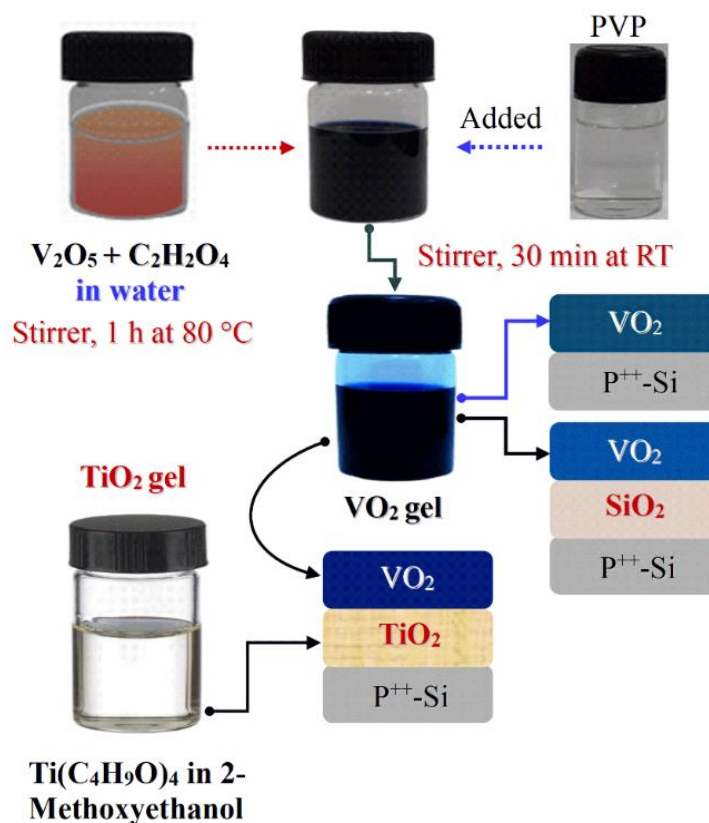 PVP
Added
V₂O₅ + C₂H₂O₄
in water
Stirrer, 1 h at 80 °C
Stirrer, 30 min at RT
VO₂
P⁺⁺-Si
VO₂
SiO₂
P⁺⁺-Si
VO₂ gel
TiO₂ gel
VO₂
TiO₂
P⁺⁺-Si
Ti(C₄H₉O)₄ in 2-
Methoxyethanol